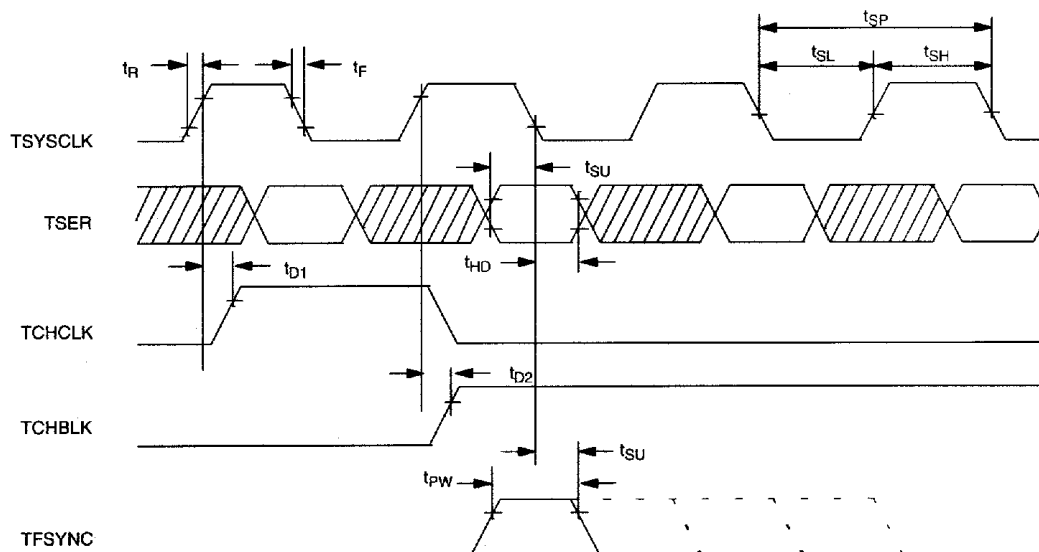 tSP
tR
tF
tSL
tSH
TSYSCLK
tSU
TSER
tHD
tD1
TCHCLK
tD2
TCHBLK
tSU
tPW
TFSYNC